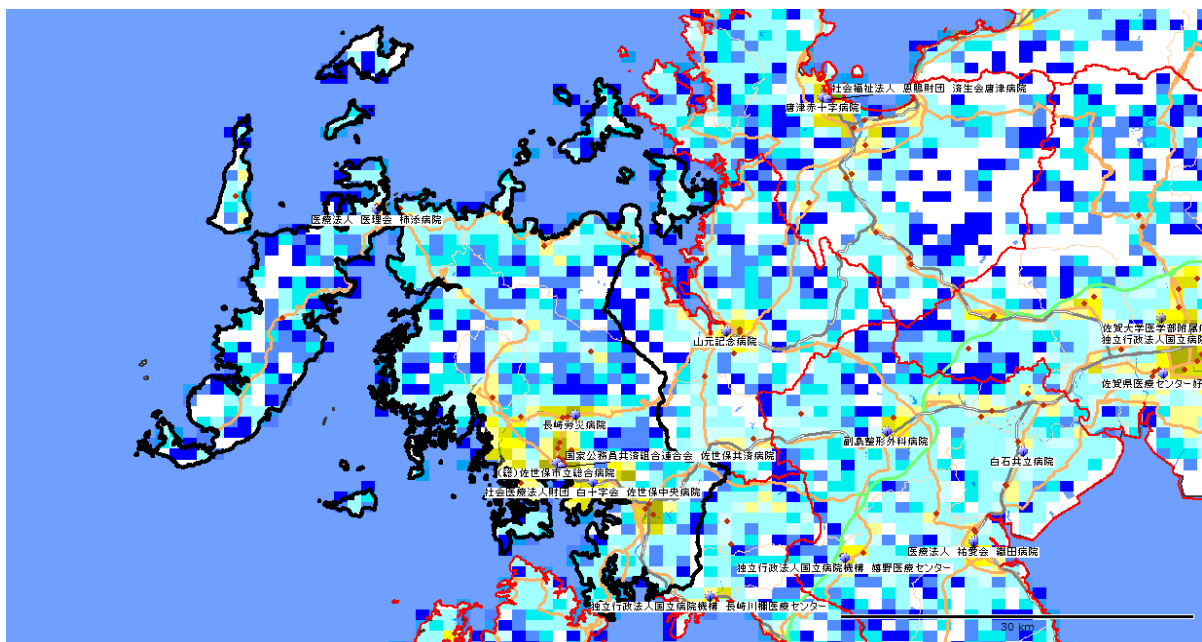 社会福祉法人 恩賜財団 済生会唐津病院
唐津赤十字病院
医療法人 医理会 柿添病院
佐賀大学医学部附属
山元記念病院
独立行政法人国立病院
佐賀県医療センター好
長崎労災病院
副島整形外科病院
国家公務員共済組合連合会 佐世保共済病院
白石共立病院
(総)佐世保市立総合病院
社会医療法人財団 白十字会 佐世保中央病院
医療法人 祐愛会 織田病院
独立行政法人国立病院機構 嬉野医療センター
独立行政法人国立病院機構 長崎川棚医療センター
30 km